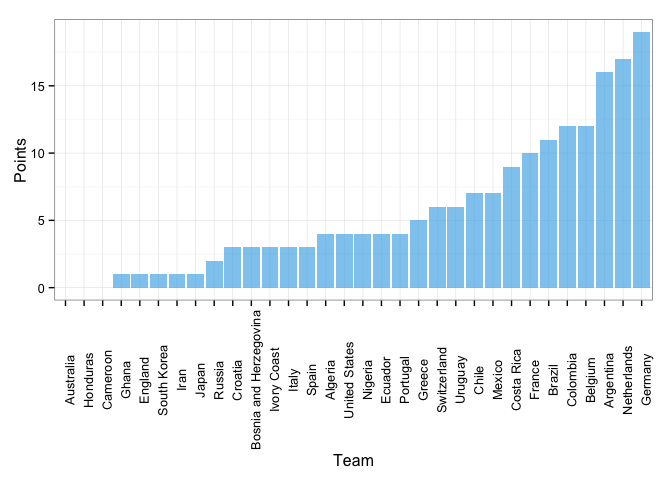 Points
15
10
5
0
Australia
Honduras
Cameroon
Ghana
England
South Korea
Iran
Japan
Russia
Croatia
Bosnia and Herzegovina
Ivory Coast
Italy
Spain
Algeria
United States
Nigeria
Ecuador
Portugal
Greece
Switzerland
Uruguay
Chile
Mexico
Costa Rica
France
Brazil
Colombia
Belgium
Argentina
Netherlands
Germany
Team